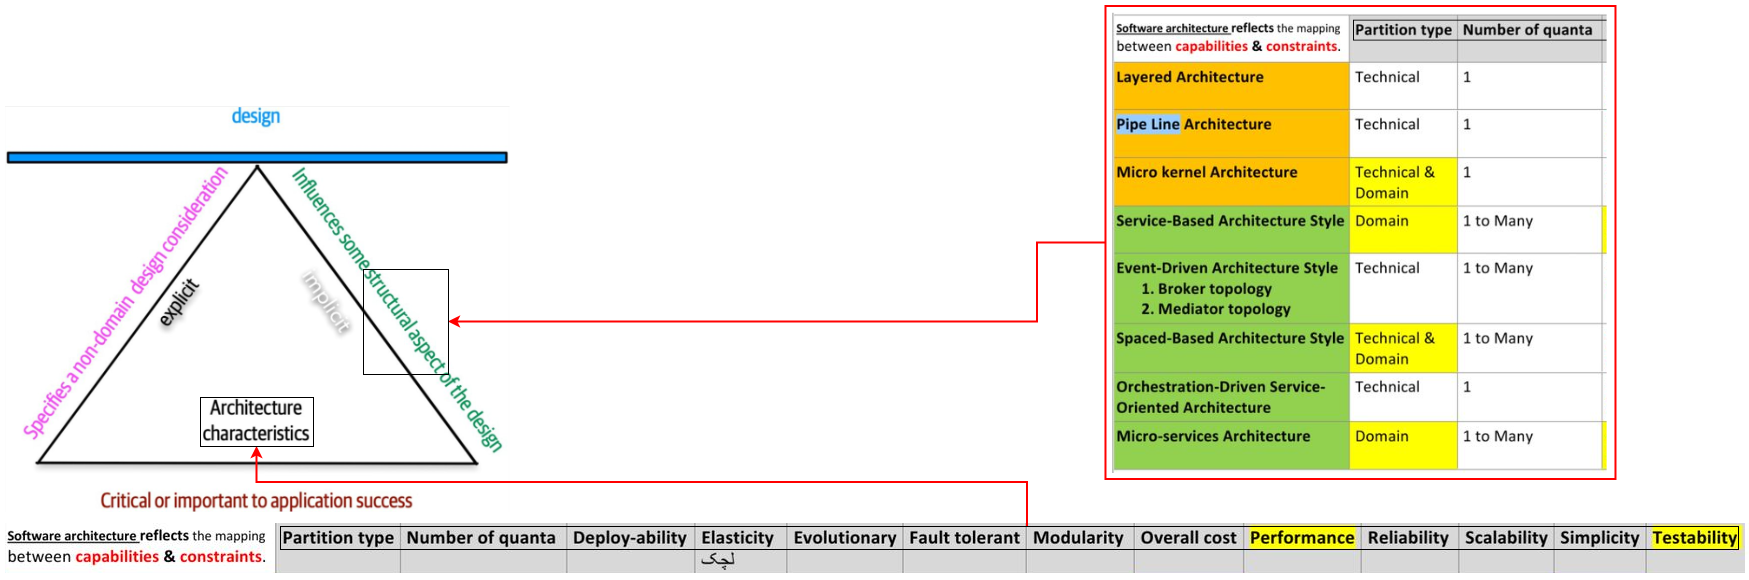 design
Specifies a non-domain design consideration
explicit
implicit
Influences some structural aspect of the design
Architecture
characteristics
Critical or important to application success
Software architecture reflects the mapping
between capabilities & constraints.
Partition type Number of quanta
Layered Architecture Technical 1
Pipe Line Architecture Technical 1
Micro kernel Architecture Technical & 1
Domain
Service-Based Architecture Style Domain 1 to Many
Event-Driven Architecture Style Technical 1 to Many
1. Broker topology
2. Mediator topology
Spaced-Based Architecture Style Technical & 1 to Many
Domain
Orchestration-Driven Service- Technical 1
Oriented Architecture
Micro-services Architecture Domain 1 to Many
Software architecture reflects the mapping
between capabilities & constraints.
Partition type Number of quanta Deploy-ability Elasticity Evolutionary Fault tolerant Modularity Overall cost Performance Reliability Scalability Simplicity Testability
لچک